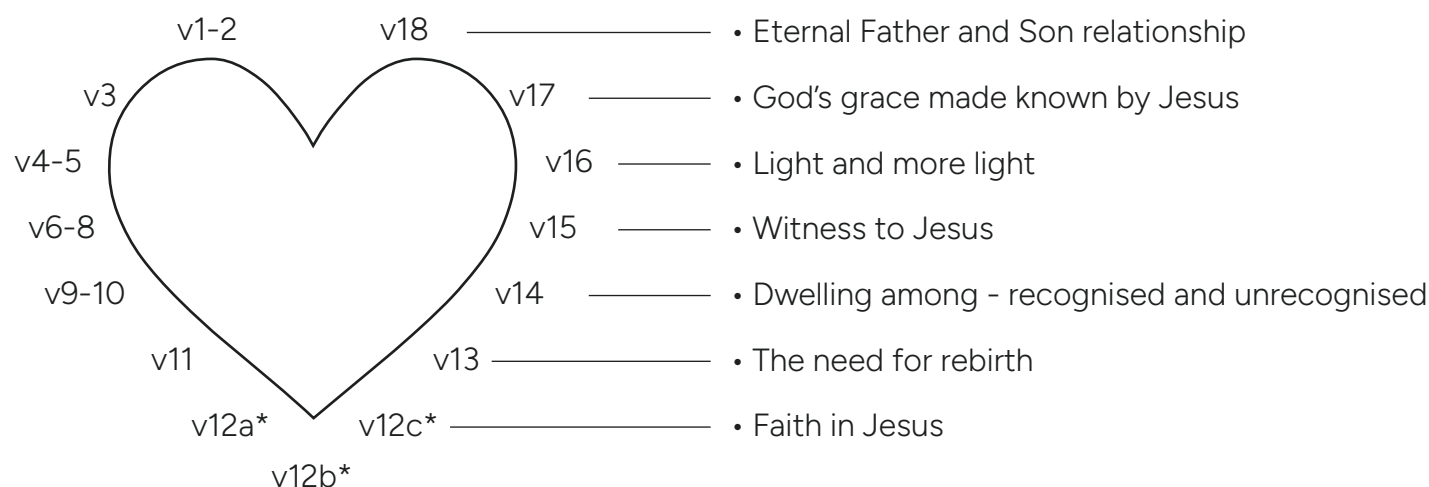 v1-2 v18 • Eternal Father and Son relationship
v3 v17 • God's grace made known by Jesus
v4-5 v16 • Light and more light
v6-8 v15 • Witness to Jesus
v9-10 v14 • Dwelling among - recognised and unrecognised
v11 v13 • The need for rebirth
v12a* v12c* • Faith in Jesus
v12b*